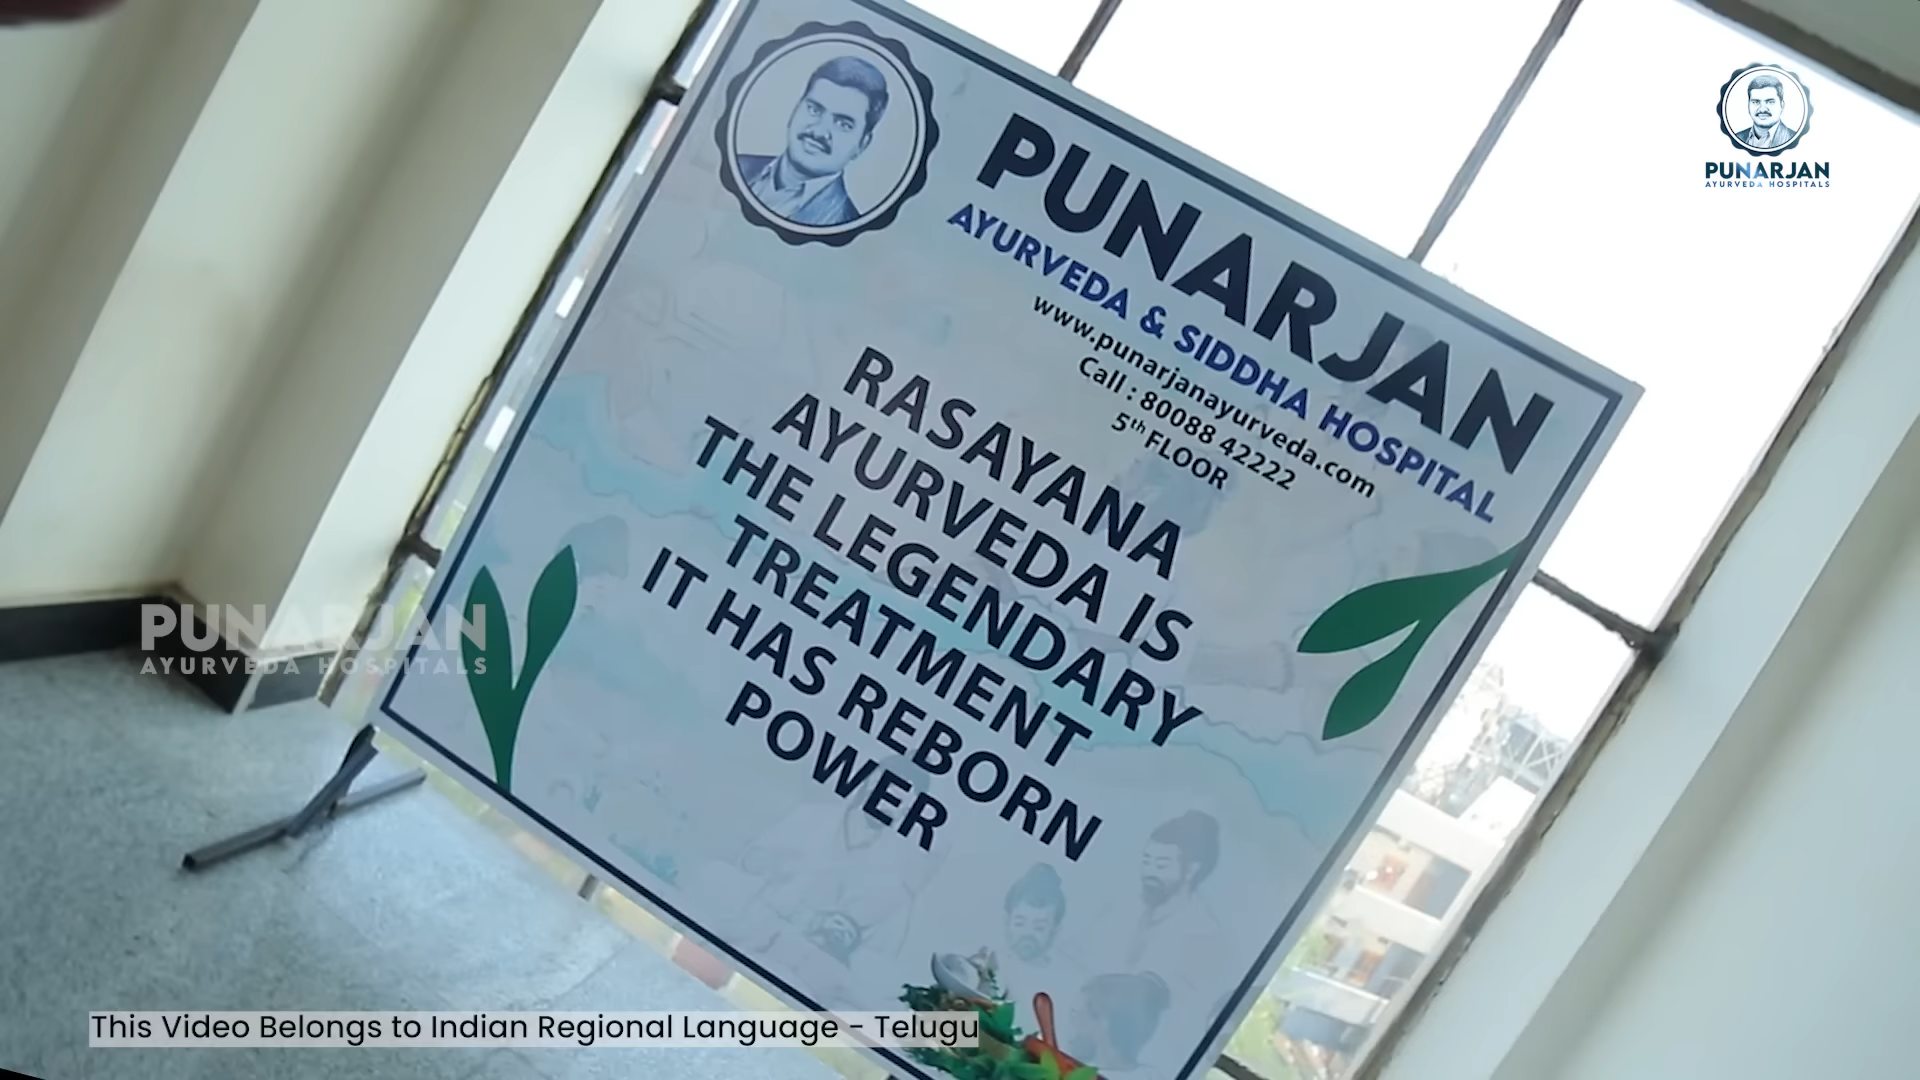 PUNARJAN
AYURVEDA & SIDDHA HOSPITAL
www.punarjanayurveda.com
Call : 80088 42222
5th FLOOR
RASAYANA
AYURVEDA IS
THE LEGENDARY
TREATMENT
IT HAS REBORN
POWER
PUNARJAN
AYURVEDA HOSPITALS
PUNARJAN
AYURVEDA HOSPITALS
This Video Belongs to Indian Regional Language - Telugu